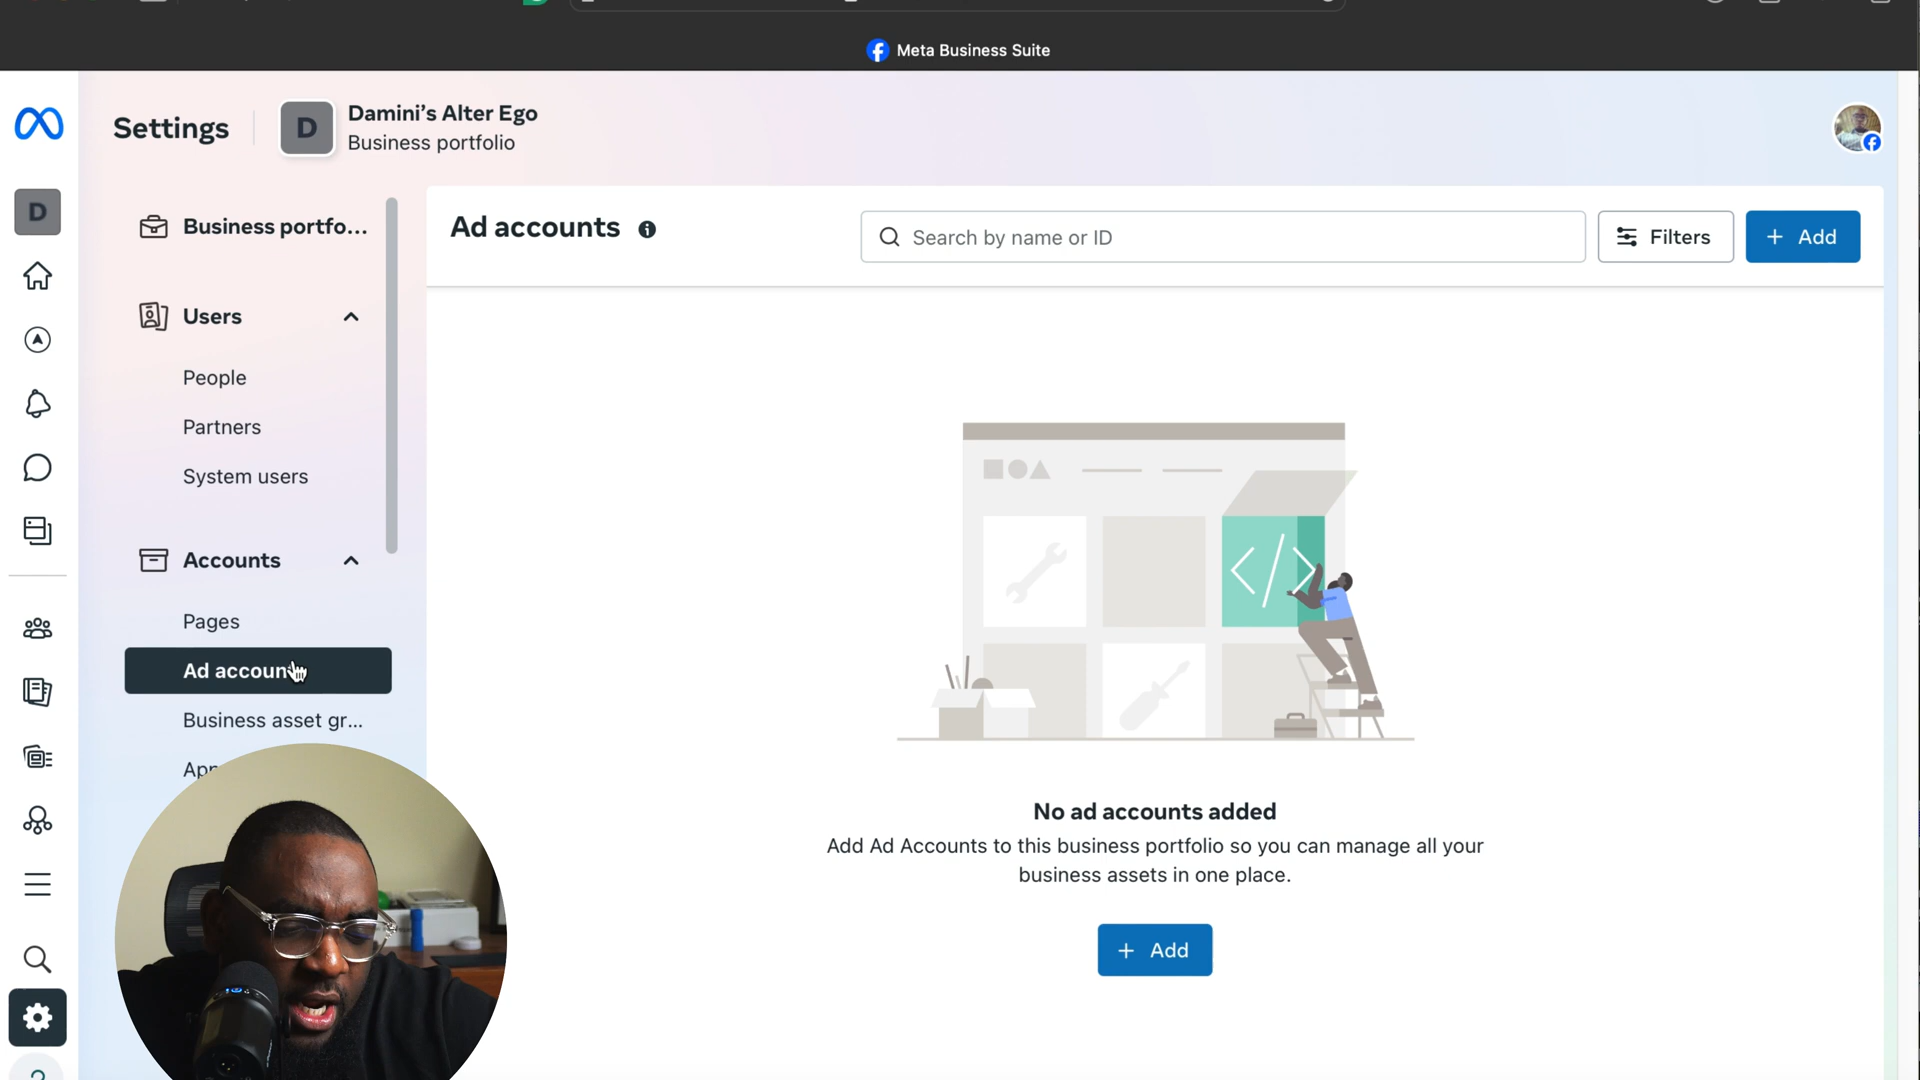 Meta Business Suite
Settings
D
Damini's Alter Ego
Business portfolio
D
Business portfo...
Users
People
Partners
System users
Accounts
Pages
Ad accoun
Business asset gr...
App
Ad accounts
Search by name or ID
Filters
+ Add
No ad accounts added
Add Ad Accounts to this business portfolio so you can manage all your
business assets in one place.
+ Add